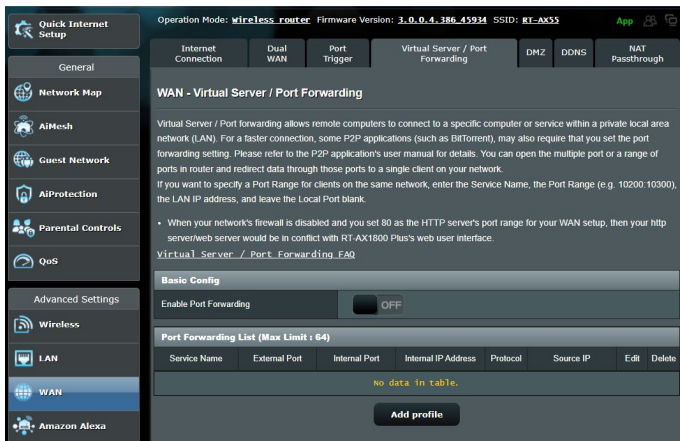 Quick Internet
Setup
General
Network Map
AiMesh
Guest Network
AiProtection
Parental Controls
QoS
Advanced Settings
Wireless
LAN
WAN
Amazon Alexa
Operation Mode: Wireless router Firmware Version: 3.0.0.4.386_45934 SSID: RT-AX55
App
Internet
Connection
Dual
WAN
Port
Trigger
Virtual Server / Port
Forwarding
DMZ
DDNS
NAT
Passthrough
WAN - Virtual Server / Port Forwarding
Virtual Server / Port forwarding allows remote computers to connect to a specific computer or service within a private local area
network (LAN). For a faster connection, some P2P applications (such as BitTorrent), may also require that you set the port
forwarding setting. Please refer to the P2P application's user manual for details. You can open the multiple port or a range of
ports in router and redirect data through those ports to a single client on your network.
If you want to specify a Port Range for clients on the same network, enter the Service Name, the Port Range (e.g. 10200:10300),
the LAN IP address, and leave the Local Port blank.
• When your network's firewall is disabled and you set 80 as the HTTP server's port range for your WAN setup, then your http
server/web server would be in conflict with RT-AX1800 Plus's web user interface.
Virtual Server / Port Forwarding FAQ
Basic Config
Enable Port Forwarding
OFF
Port Forwarding List (Max Limit : 64)
Service Name External Port Internal Port Internal IP Address Protocol Source IP Edit Delete
No data in table.
Add profile